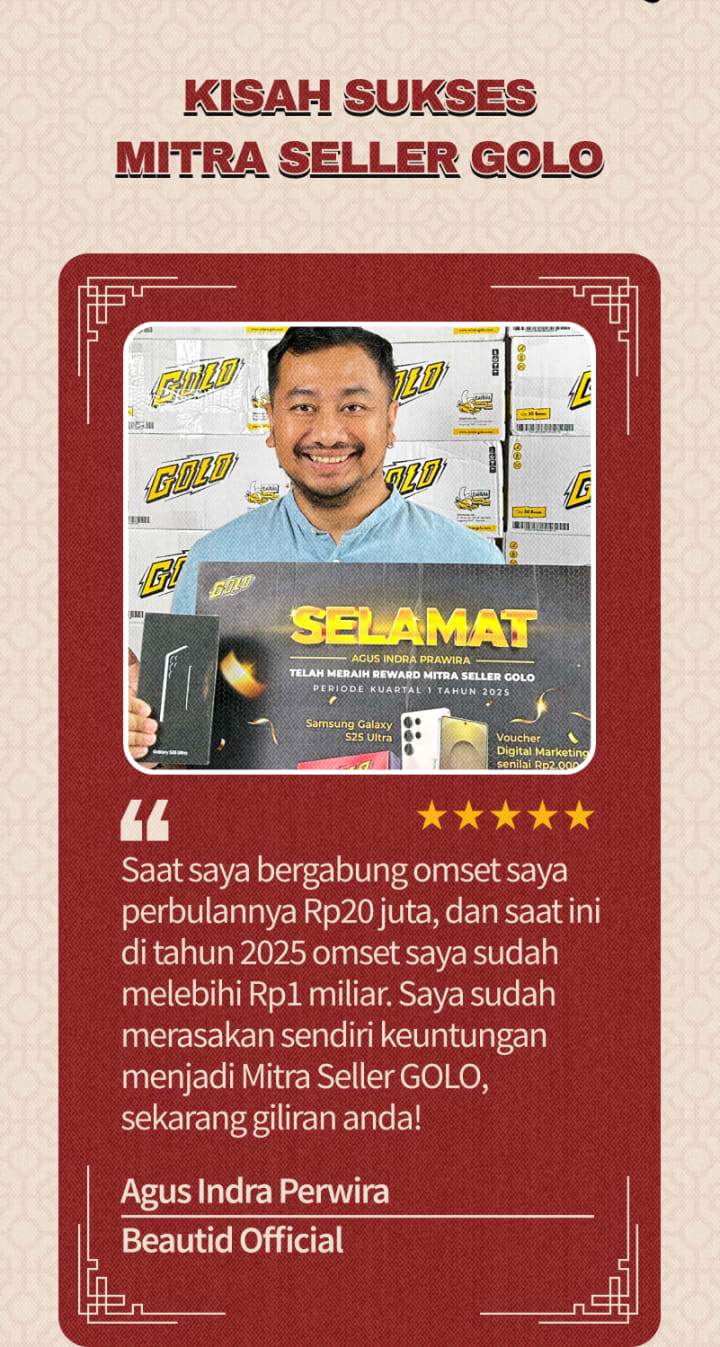 KISAH SUKSES
MITRA SELLER GOLO
GOLO
GOLO
GOLO
GOLO
GOLO
SELAMAT
AGUS INDRA PRAWIRA
TELAH MERAIH REWARD MITRA SELLER GOLO
PERIODE KUARTAL 1 TAHUN 2025
Samsung Galaxy
S25 Ultra
Voucher
Digital Marketing
senilai Rp2.000
Galaxy S25 Ultra
Saat saya bergabung omset saya
perbulannya Rp20 juta, dan saat ini
di tahun 2025 omset saya sudah
melebihi Rp1 miliar. Saya sudah
merasakan sendiri keuntungan
menjadi Mitra Seller GOLO,
sekarang giliran anda!
Agus Indra Perwira
Beautid Official